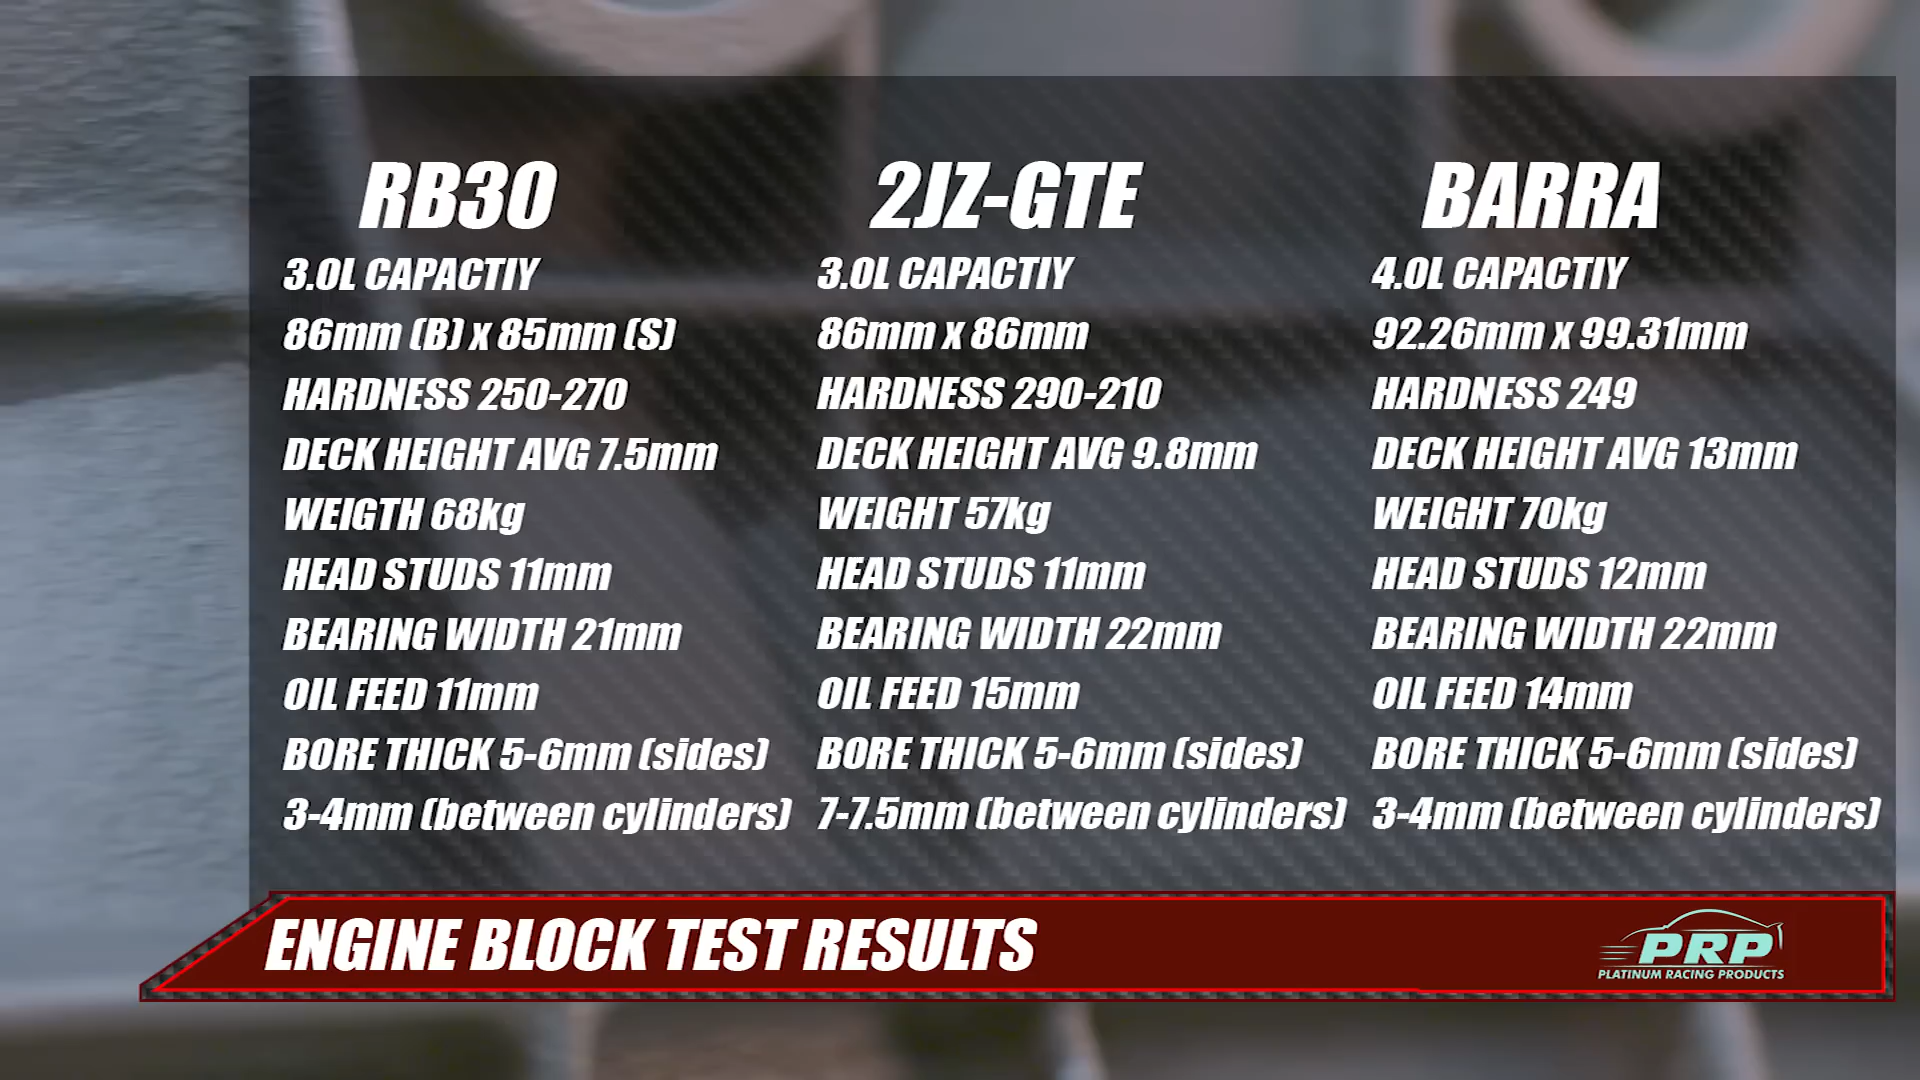 RB30
3.0L CAPACTIY
86mm (B) x 85mm (S)
HARDNESS 250-270
DECK HEIGHT AVG 7.5mm
WEIGTH 68kg
HEAD STUDS 11mm
BEARING WIDTH 21mm
OIL FEED 11mm
BORE THICK 5-6mm (sides)
3-4mm (between cylinders)
2JZ-GTE
3.0L CAPACTIY
86mm x 86mm
HARDNESS 290-210
DECK HEIGHT AVG 9.8mm
WEIGHT 57kg
HEAD STUDS 11mm
BEARING WIDTH 22mm
OIL FEED 15mm
BORE THICK 5-6mm (sides)
7-7.5mm (between cylinders)
BARRA
4.0L CAPACTIY
92.26mm x 99.31mm
HARDNESS 249
DECK HEIGHT AVG 13mm
WEIGHT 70kg
HEAD STUDS 12mm
BEARING WIDTH 22mm
OIL FEED 14mm
BORE THICK 5-6mm (sides)
3-4mm (between cylinders)
ENGINE BLOCK TEST RESULTS
PRP
PLATINUM RACING PRODUCTS